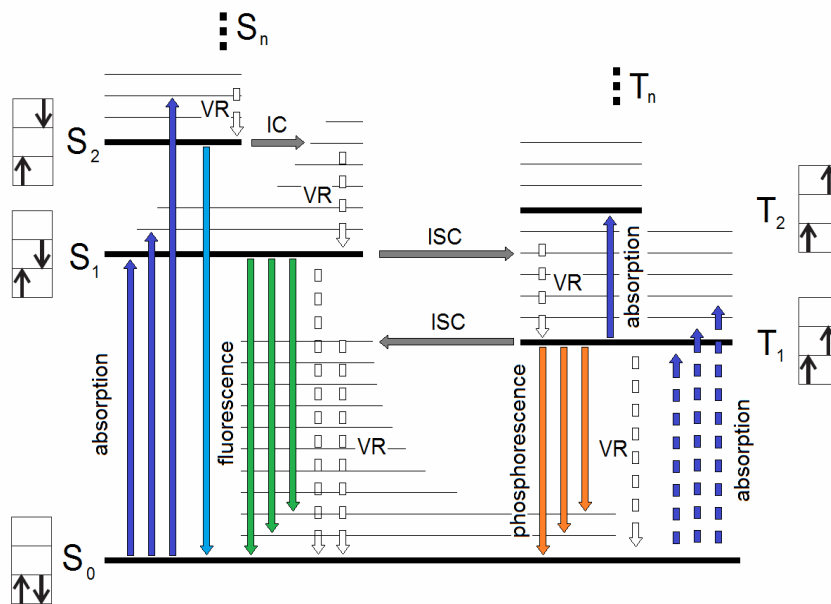 Sn
Tn
VR
IC
S2
VR
T2
ISC
S1
VR
absorption
ISC
T1
absorption
fluorescence
VR
phosphorescence
VR
absorption
S0